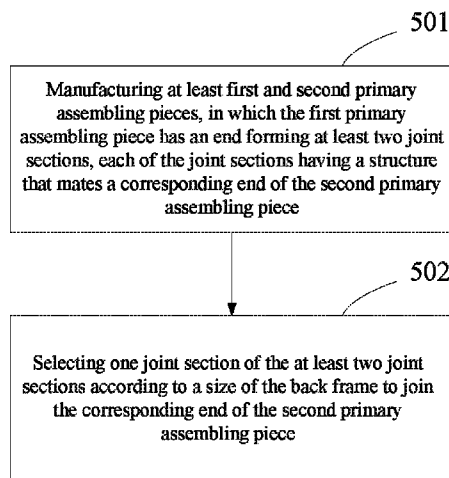 501
Manufacturing at least first and second primary
assembling pieces, in which the first primary
assembling piece has an end forming at least two joint
sections, each of the joint sections having a structure
that mates a corresponding end of the second primary
assembling piece
502
Selecting one joint section of the at least two joint
sections according to a size of the back frame to join
the corresponding end of the second primary
assembling piece